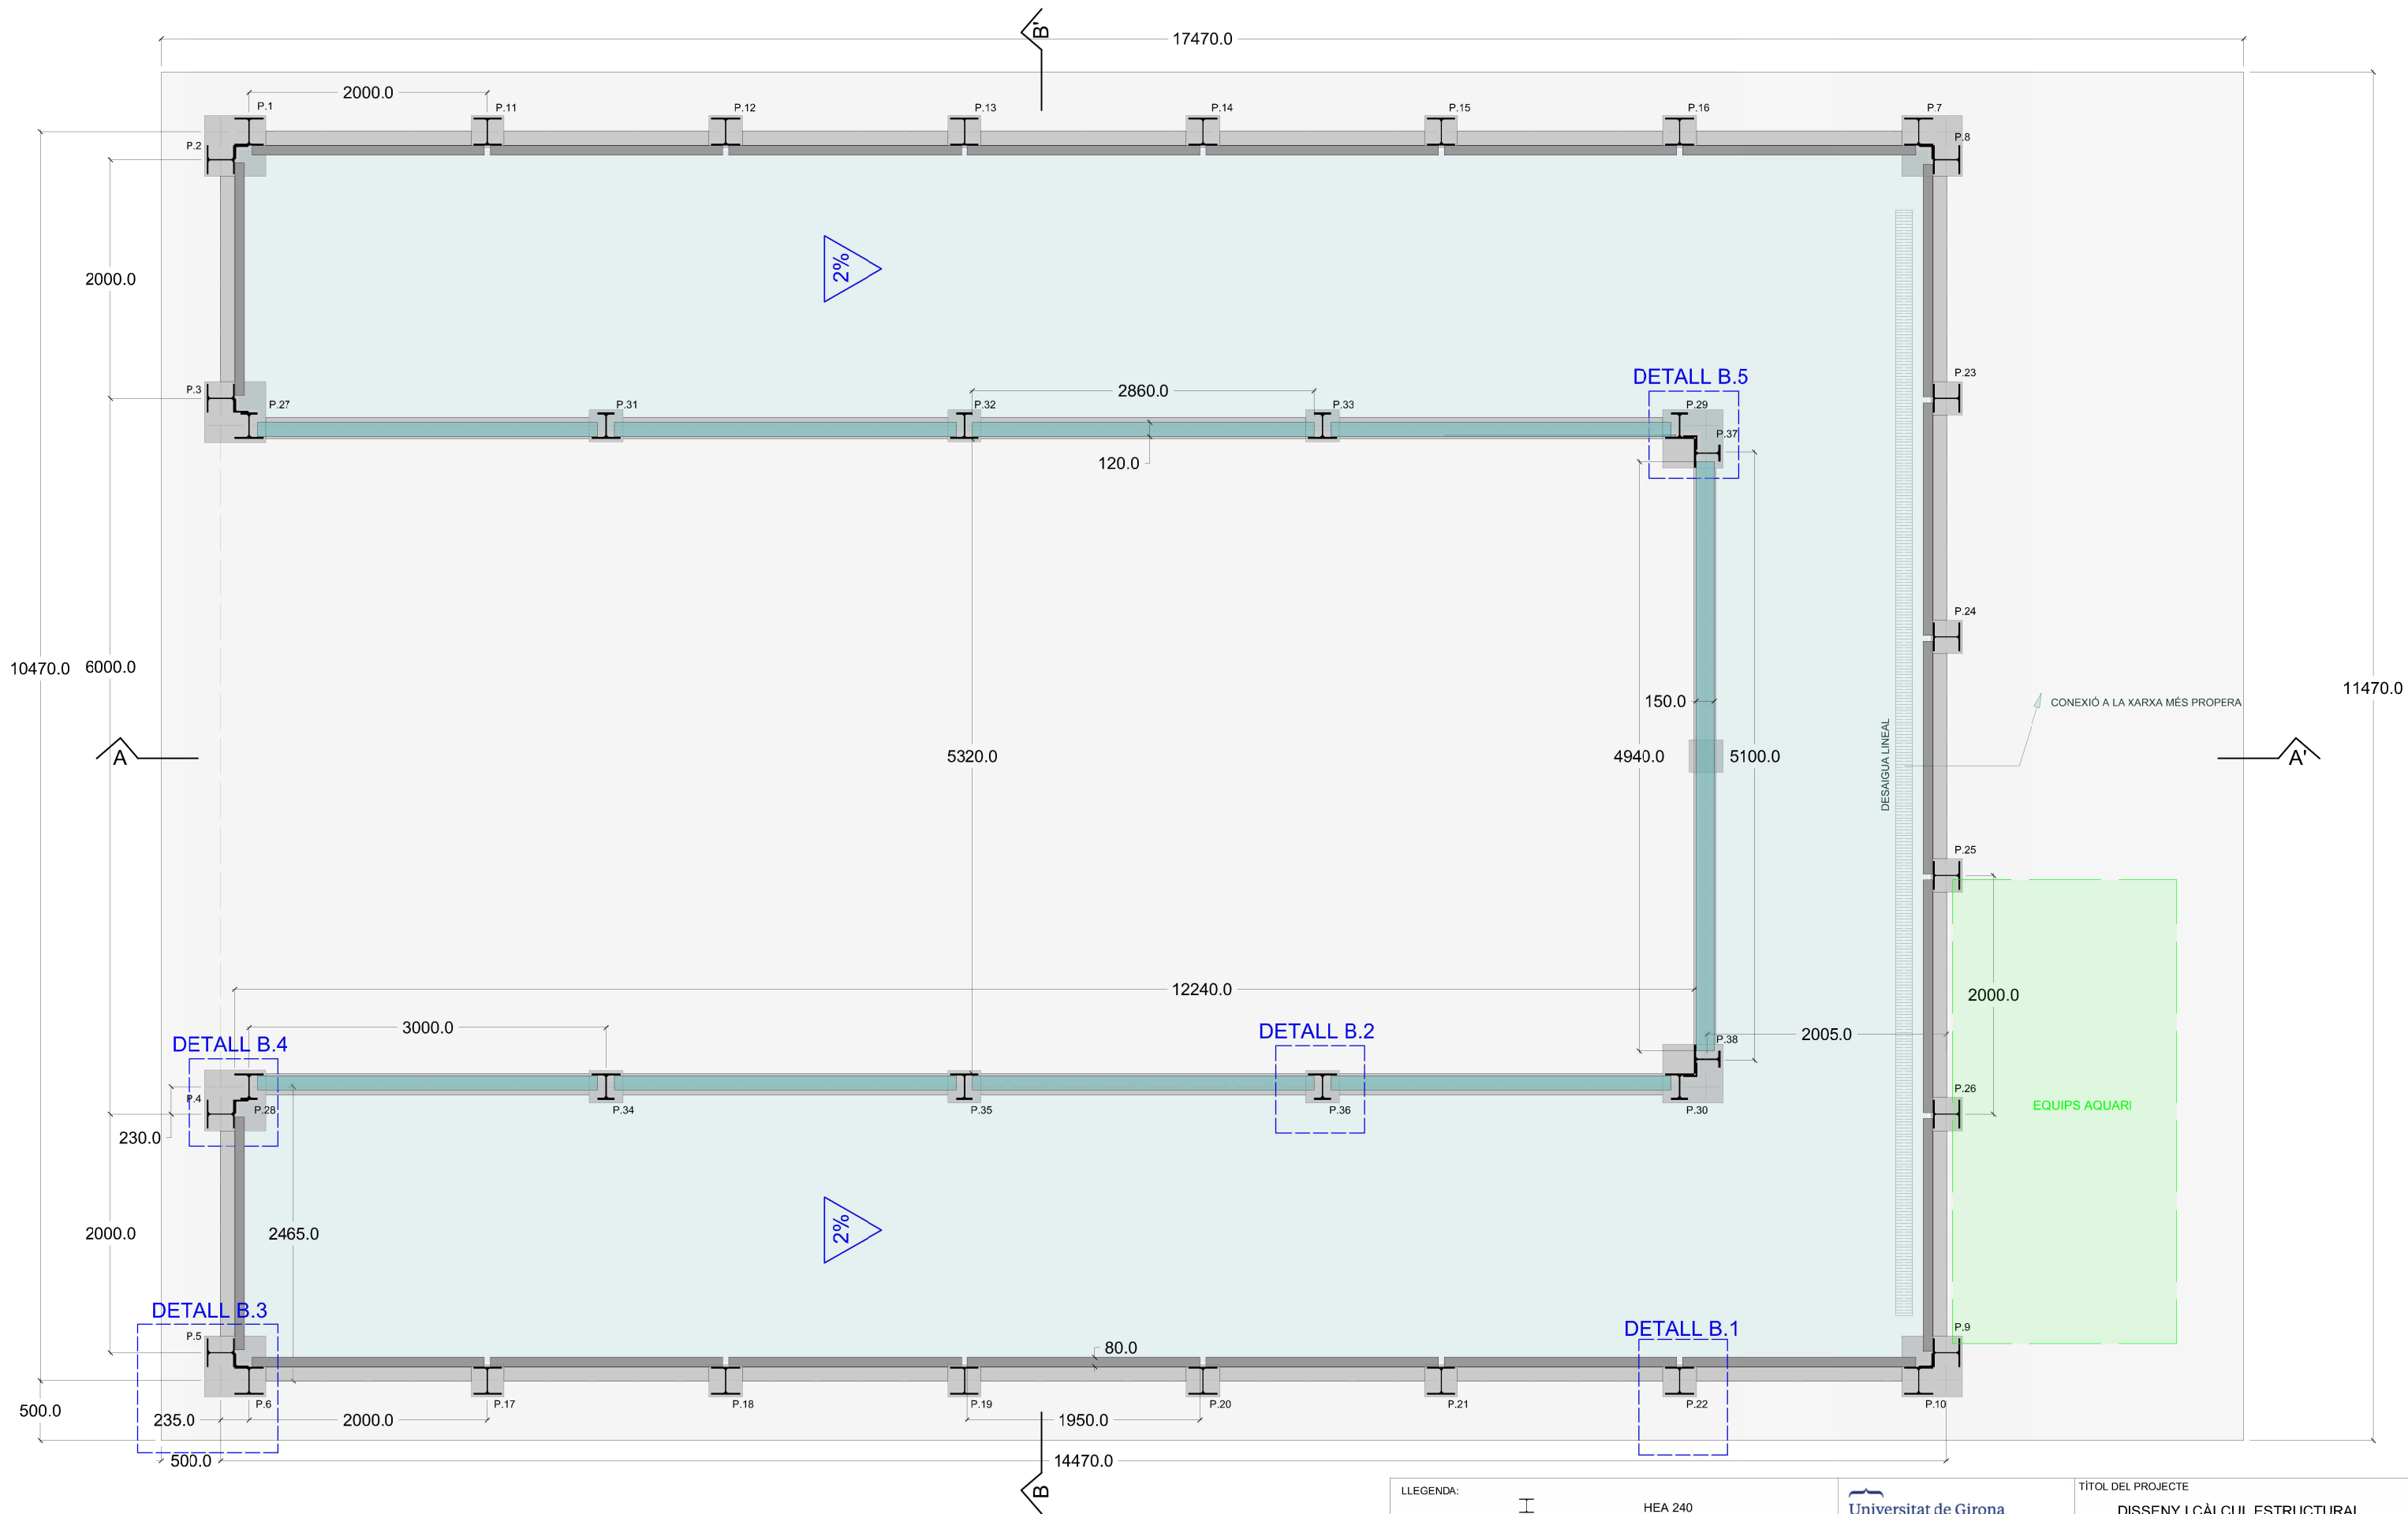 B'
17470.0
2000.0
P.1
P.11
P.12
P.13
P.14
P.15
P.16
P.7
P.2
P.8
2%
2000.0
DETALL B.5
P.3
P.27
P.31
2860.0
P.32
P.33
P.29
P.23
P.37
120.0
P.24
10470.0
6000.0
11470.0
150.0
CONEXIÓ A LA XARXA MÉS PROPERA
DESAIGUA LINEAL
A
5320.0
4940.0
5100.0
A'
P.25
12240.0
2000.0
3000.0
DETALL B.4
DETALL B.2
2005.0
P.38
P.4
P.28
P.34
P.35
P.36
P.30
P.26
EQUIPS AQUARI
230.0
2000.0
2465.0
2%
DETALL B.3
DETALL B.1
P.5
P.9
80.0
500.0
235.0
P.6
2000.0
P.17
P.18
P.19
1950.0
P.20
P.21
P.22
P.10
500.0
14470.0
B
LLEGENDA:
HEA 240
Universitat de Girona
TÍTOL DEL PROJECTE
DISSENY I CÀLCUL ESTRUCTURAL